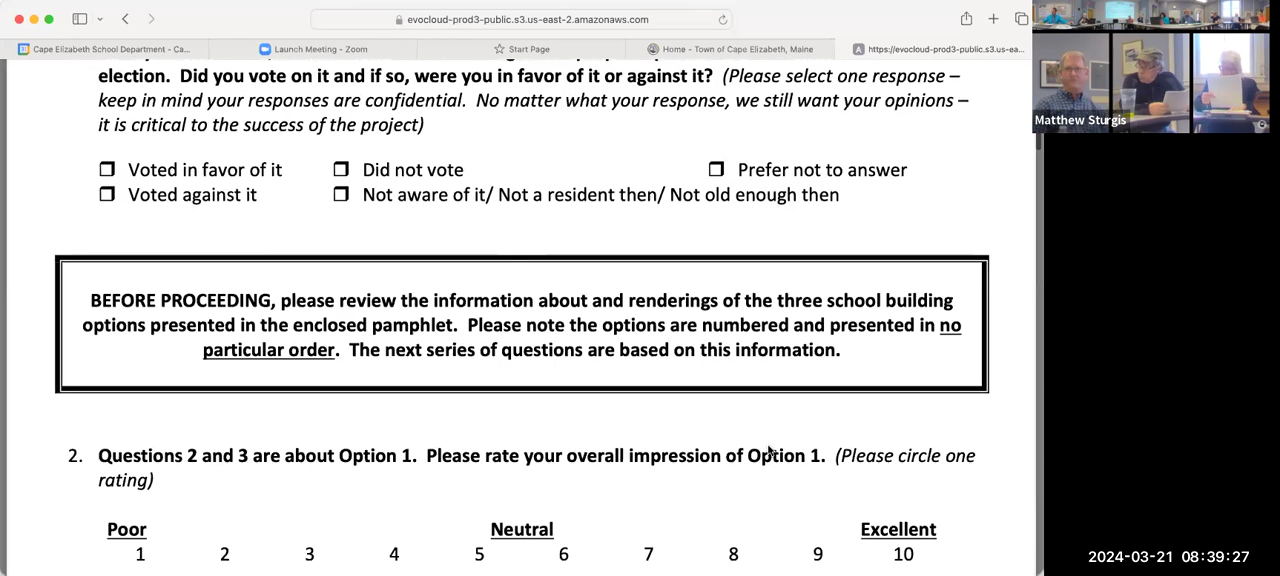 evocloud-prod3-public.s3.us-east-2.amazonaws.com
Cape Elizabeth School Department - Ca...
Launch Meeting - Zoom
Start Page
Home - Town of Cape Elizabeth, Maine
https://evocloud-prod3-public.s3.us-ea...
election. Did you vote on it and if so, were you in favor of it or against it? (Please select one response –
keep in mind your responses are confidential. No matter what your response, we still want your opinions –
it is critical to the success of the project)
Voted in favor of it
Did not vote
Prefer not to answer
Voted against it
Not aware of it/ Not a resident then/ Not old enough then
BEFORE PROCEEDING, please review the information about and renderings of the three school building
options presented in the enclosed pamphlet. Please note the options are numbered and presented in no
particular order. The next series of questions are based on this information.
2. Questions 2 and 3 are about Option 1. Please rate your overall impression of Option 1. (Please circle one
rating)
Poor Neutral Excellent
1 2 3 4 5 6 7 8 9 10
Matthew Sturgis
2024-03-21 08:39:27